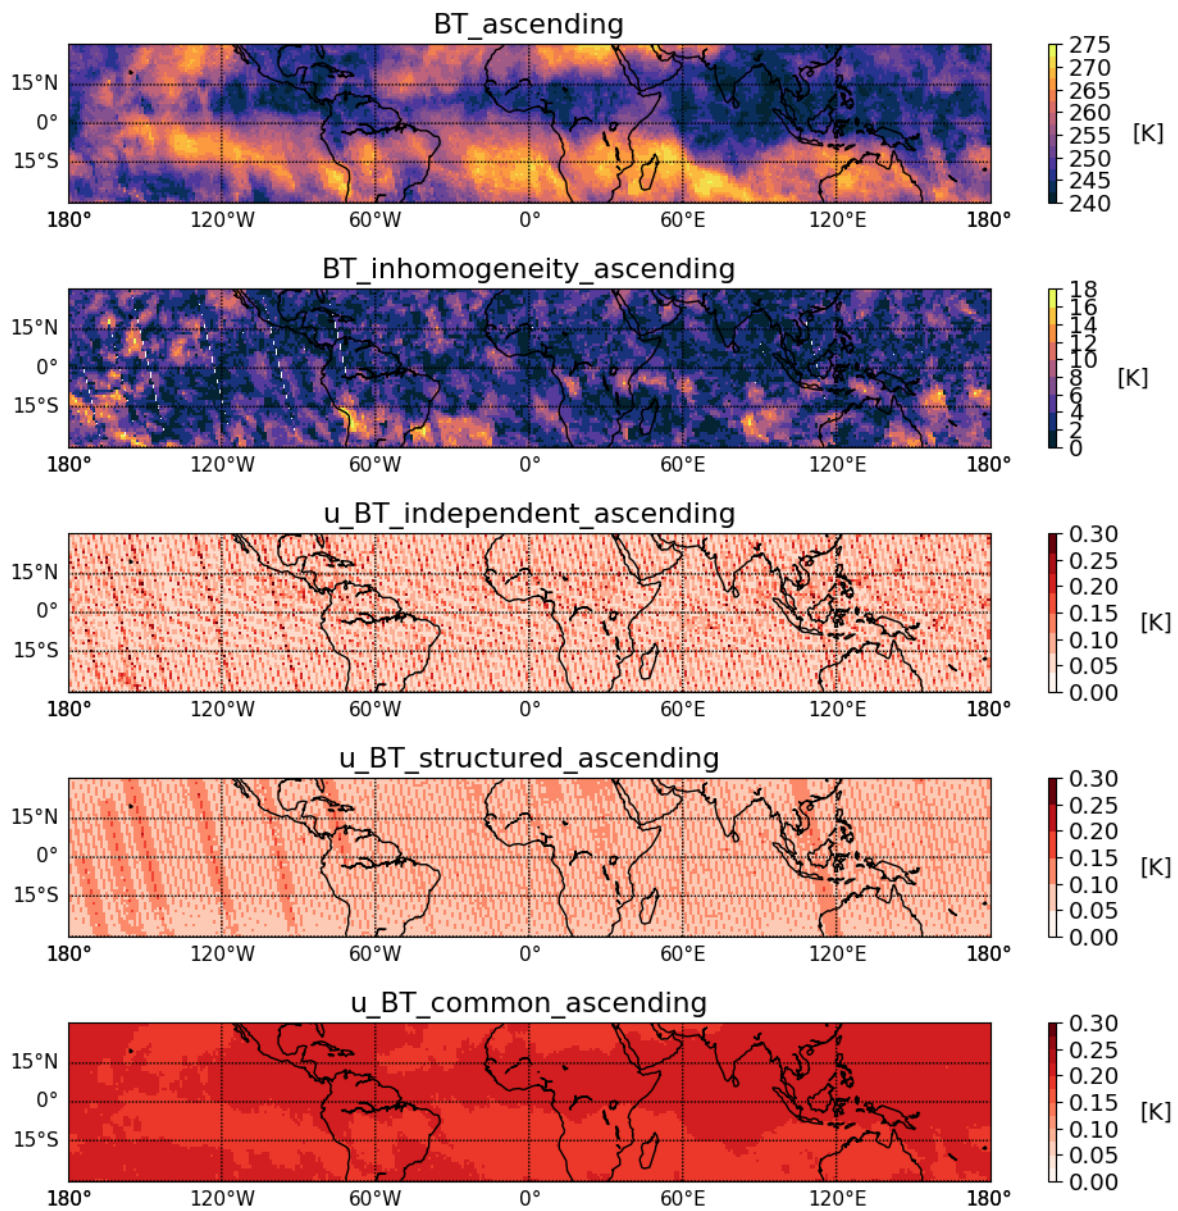 BT_ascending
15°N
0°
15°S
180° 120°W 60°W 0° 60°E 120°E 180°
275
270
265
260
255
250
245
240
[K]
BT_inhomogeneity_ascending
15°N
0°
15°S
180° 120°W 60°W 0° 60°E 120°E 180°
18
16
14
12
10
8
6
4
2
0
[K]
u_BT_independent_ascending
15°N
0°
15°S
180° 120°W 60°W 0° 60°E 120°E 180°
0.30
0.25
0.20
0.15
0.10
0.05
0.00
[K]
u_BT_structured_ascending
15°N
0°
15°S
180° 120°W 60°W 0° 60°E 120°E 180°
0.30
0.25
0.20
0.15
0.10
0.05
0.00
[K]
u_BT_common_ascending
15°N
0°
15°S
180° 120°W 60°W 0° 60°E 120°E 180°
0.30
0.25
0.20
0.15
0.10
0.05
0.00
[K]